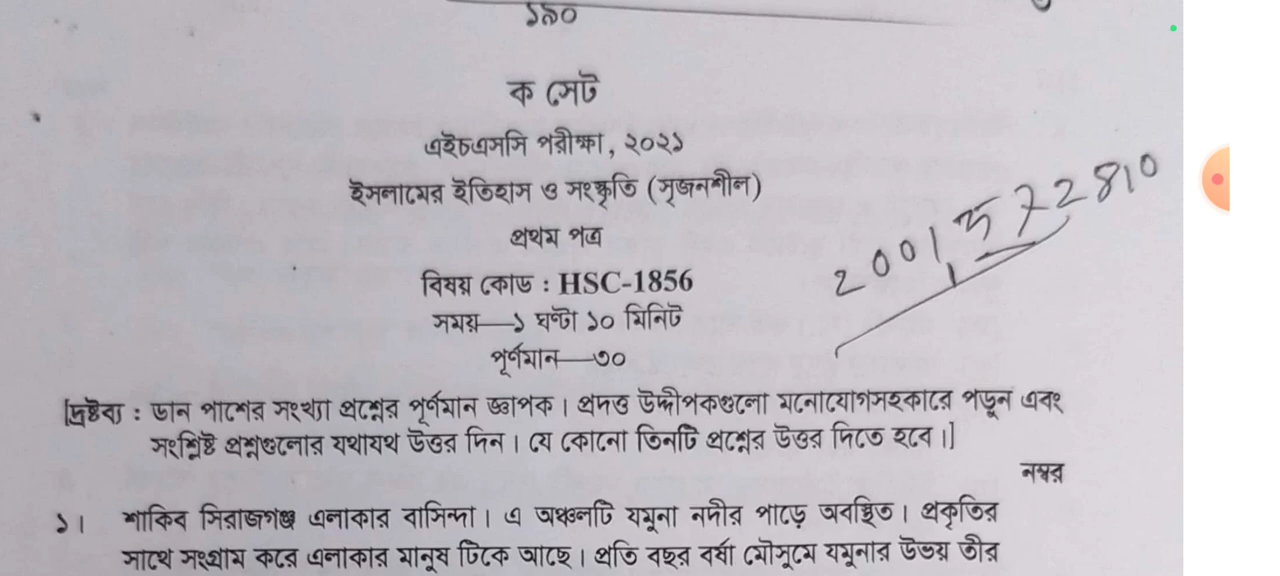 ১৯০
ক সেট
এইচএসসি পরীক্ষা, ২০২১
ইসলামের ইতিহাস ও সংস্কৃতি (সৃজনশীল)
প্রথম পত্র
বিষয় কোড : HSC-1856
সময়—১ ঘণ্টা ১০ মিনিট
পূর্ণমান—৩০
2001372810
[দ্রষ্টব্য : ডান পাশের সংখ্যা প্রশ্নের পূর্ণমান জ্ঞাপক। প্রদত্ত উদ্দীপকগুলো মনোযোগসহকারে পড়ুন এবং
সংশ্লিষ্ট প্রশ্নগুলোর যথাযথ উত্তর দিন। যে কোনো তিনটি প্রশ্নের উত্তর দিতে হবে।]
নম্বর
১। শাকিব সিরাজগঞ্জ এলাকার বাসিন্দা। এ অঞ্চলটি যমুনা নদীর পাড়ে অবস্থিত। প্রকৃতির
সাথে সংগ্রাম করে এলাকার মানুষ টিকে আছে। প্রতি বছর বর্ষা মৌসুমে যমুনার উভয় তীর